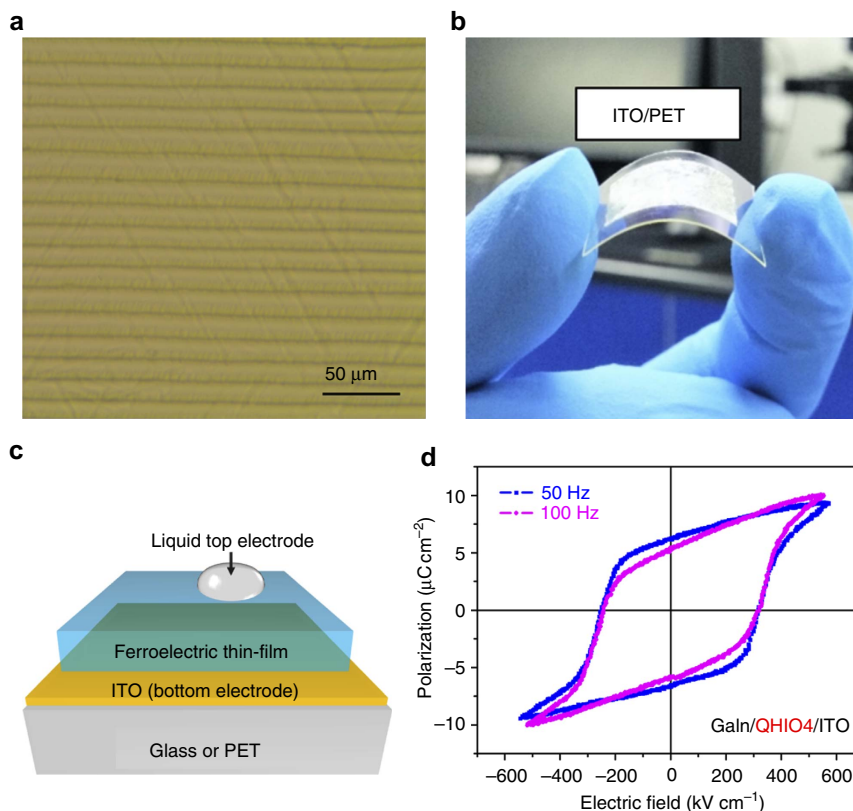 a
50 μm
b
ITO/PET
c
Liquid top electrode
Ferroelectric thin-film
ITO (bottom electrode)
Glass or PET
d
50 Hz
100 Hz
Polarization (μC cm⁻²)
10
5
0
−5
−10
GaIn/QHIO4/ITO
−600 −400 −200 0 200 400 600
Electric field (kV cm⁻¹)